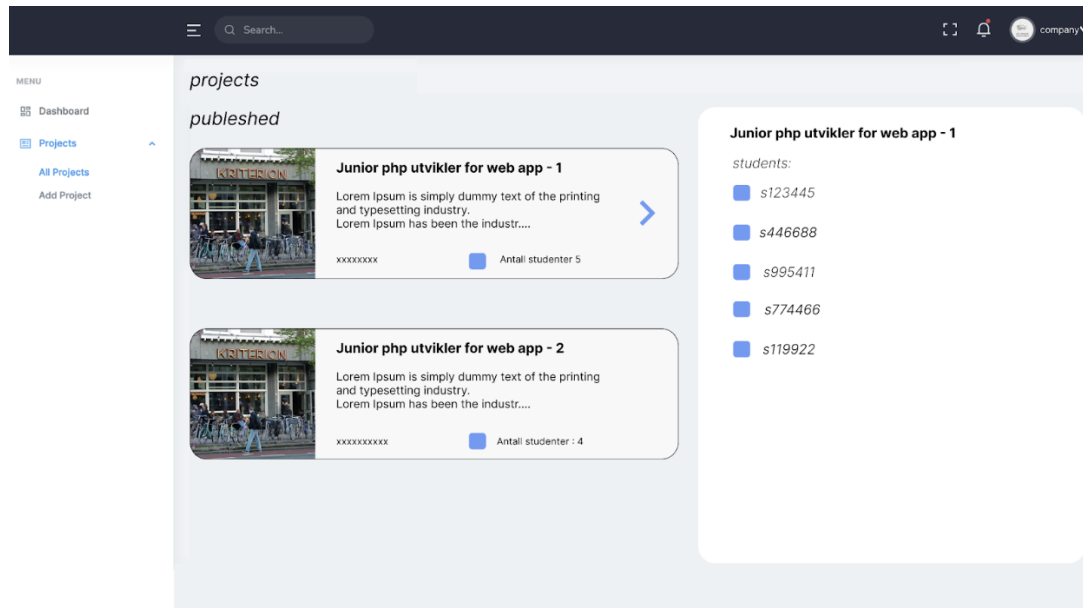 Search...
company
MENU
Dashboard
Projects
All Projects
Add Project
projects
publeshed
KRITERION
Junior php utvikler for web app - 1
Lorem Ipsum is simply dummy text of the printing
and typesetting industry.
Lorem Ipsum has been the industr....
xxxxxxxx
Antall studenter 5
KRITERION
Junior php utvikler for web app - 2
Lorem Ipsum is simply dummy text of the printing
and typesetting industry.
Lorem Ipsum has been the industr....
xxxxxxxxxx
Antall studenter : 4
Junior php utvikler for web app - 1
students:
s123445
s446688
s995411
s774466
s119922